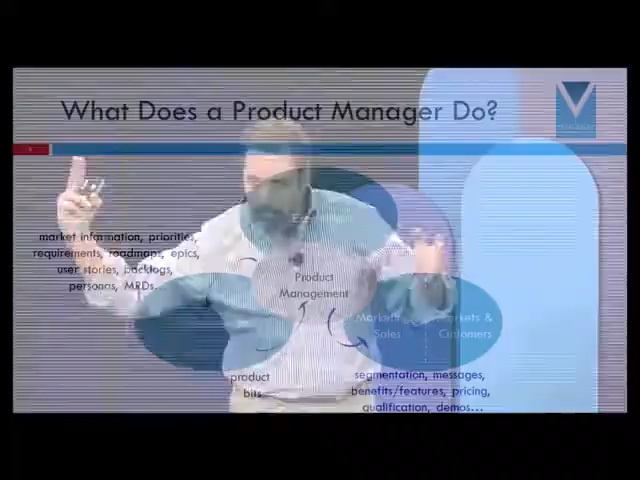 What Does a Product Manager Do?
market information, priorities,
requirements, roadmaps, epics,
user stories, backlogs,
personas, MRDs...
Product
Management
Markets &
Sales
Customers
product
bits
segmentation, messages,
benefits/features, pricing,
qualification, demos...